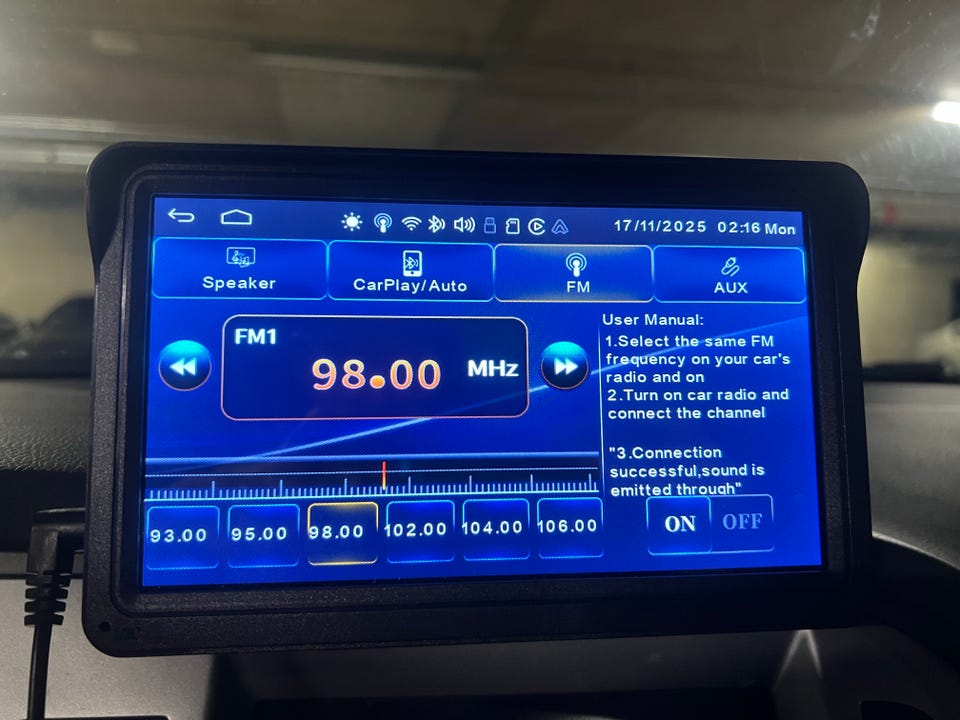 17/11/2025 02:16 Mon
Speaker
CarPlay/Auto
FM
AUX
FM1
98.00 MHz
User Manual:
1.Select the same FM
frequency on your car's
radio and on
2.Turn on car radio and
connect the channel
"3.Connection
successful,sound is
emitted through"
93.00
95.00
98.00
102.00
104.00
106.00
ON
OFF
MIC